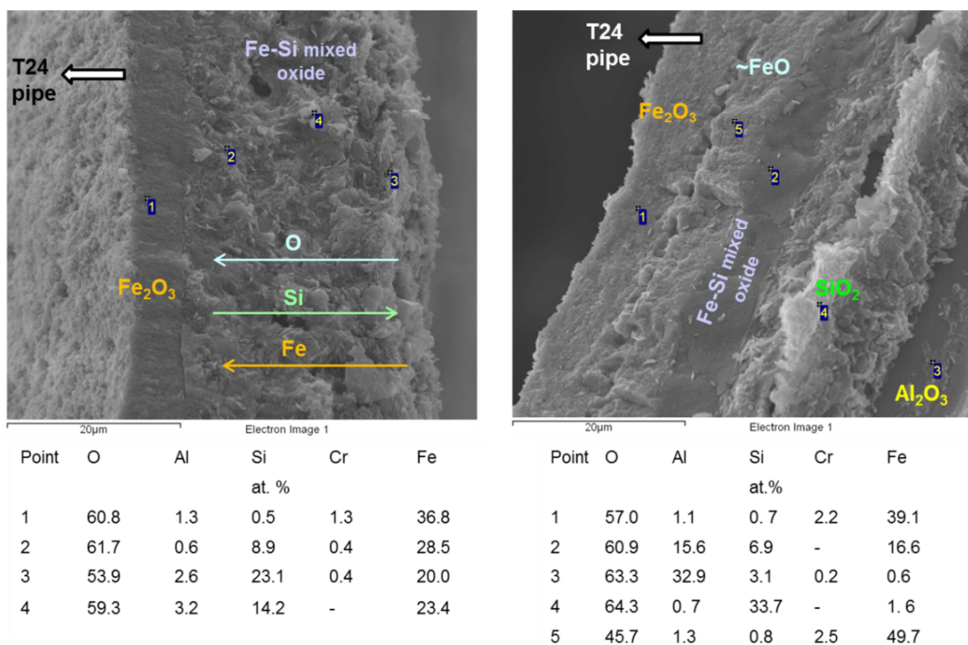 T24
pipe
Fe-Si mixed
oxide
4
2
3
1
O
Fe₂O₃
Si
Fe
20µm
Electron Image 1
Point O Al Si Cr Fe
at. %
1 60.8 1.3 0.5 1.3 36.8
2 61.7 0.6 8.9 0.4 28.5
3 53.9 2.6 23.1 0.4 20.0
4 59.3 3.2 14.2 - 23.4
T24
pipe
~FeO
Fe₂O₃
5
2
1
Fe-Si mixed
oxide
SiO₂
4
3
Al₂O₃
20µm
Electron Image 1
Point O Al Si Cr Fe
at.%
1 57.0 1.1 0. 7 2.2 39.1
2 60.9 15.6 6.9 - 16.6
3 63.3 32.9 3.1 0.2 0.6
4 64.3 0. 7 33.7 - 1. 6
5 45.7 1.3 0.8 2.5 49.7